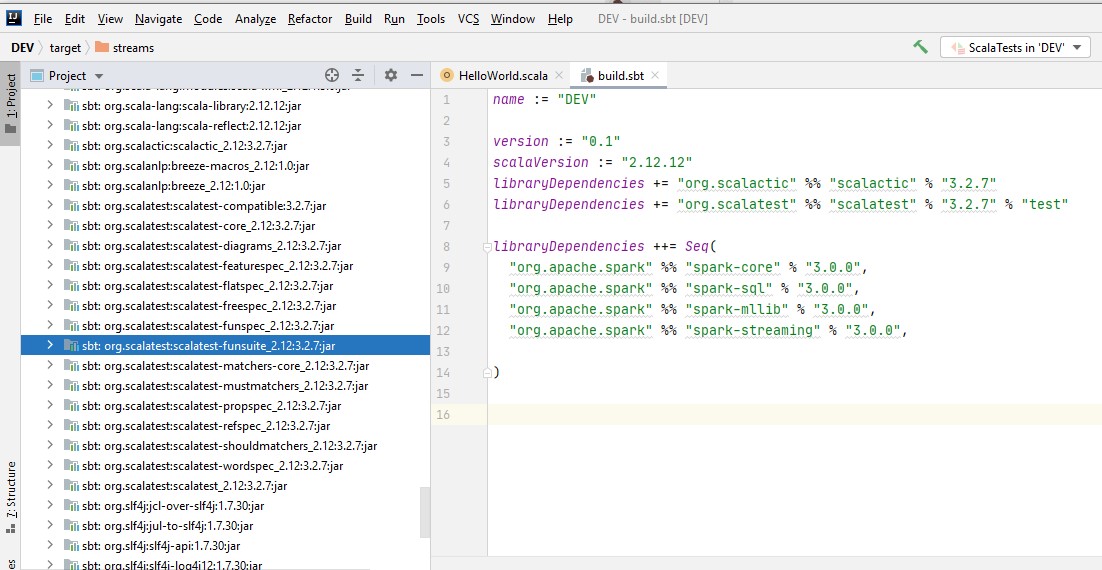 File Edit View Navigate Code Analyze Refactor Build Run Tools VCS Window Help DEV - build.sbt [DEV]
DEV target streams
ScalaTests in 'DEV'
1: Project
Project
HelloWorld.scala
build.sbt
sbt: org.scala-lang:scala-library:2.12.12:jar
sbt: org.scala-lang:scala-reflect:2.12.12:jar
sbt: org.scalactic:scalactic_2.12:3.2.7:jar
sbt: org.scalanlp:breeze-macros_2.12:1.0:jar
sbt: org.scalanlp:breeze_2.12:1.0:jar
sbt: org.scalatest:scalatest-compatible:3.2.7:jar
sbt: org.scalatest:scalatest-core_2.12:3.2.7:jar
sbt: org.scalatest:scalatest-diagrams_2.12:3.2.7:jar
sbt: org.scalatest:scalatest-featurespec_2.12:3.2.7:jar
sbt: org.scalatest:scalatest-flatspec_2.12:3.2.7:jar
sbt: org.scalatest:scalatest-freespec_2.12:3.2.7:jar
sbt: org.scalatest:scalatest-funspec_2.12:3.2.7:jar
sbt: org.scalatest:scalatest-funsuite_2.12:3.2.7:jar
sbt: org.scalatest:scalatest-matchers-core_2.12:3.2.7:jar
sbt: org.scalatest:scalatest-mustmatchers_2.12:3.2.7:jar
sbt: org.scalatest:scalatest-propspec_2.12:3.2.7:jar
sbt: org.scalatest:scalatest-refspec_2.12:3.2.7:jar
sbt: org.scalatest:scalatest-shouldmatchers_2.12:3.2.7:jar
sbt: org.scalatest:scalatest-wordspec_2.12:3.2.7:jar
sbt: org.scalatest:scalatest_2.12:3.2.7:jar
sbt: org.slf4j:jcl-over-slf4j:1.7.30:jar
sbt: org.slf4j:jul-to-slf4j:1.7.30:jar
sbt: org.slf4j:slf4j-api:1.7.30:jar
sbt: org.slf4j:slf4j-log4j12:1.7.30:jar
7: Structure
1 name := "DEV"
2
3 version := "0.1"
4 scalaVersion := "2.12.12"
5 libraryDependencies += "org.scalactic" %% "scalactic" % "3.2.7"
6 libraryDependencies += "org.scalatest" %% "scalatest" % "3.2.7" % "test"
7
8 libraryDependencies ++= Seq(
9 "org.apache.spark" %% "spark-core" % "3.0.0",
10 "org.apache.spark" %% "spark-sql" % "3.0.0",
11 "org.apache.spark" %% "spark-mllib" % "3.0.0",
12 "org.apache.spark" %% "spark-streaming" % "3.0.0",
13
14 )
15
16